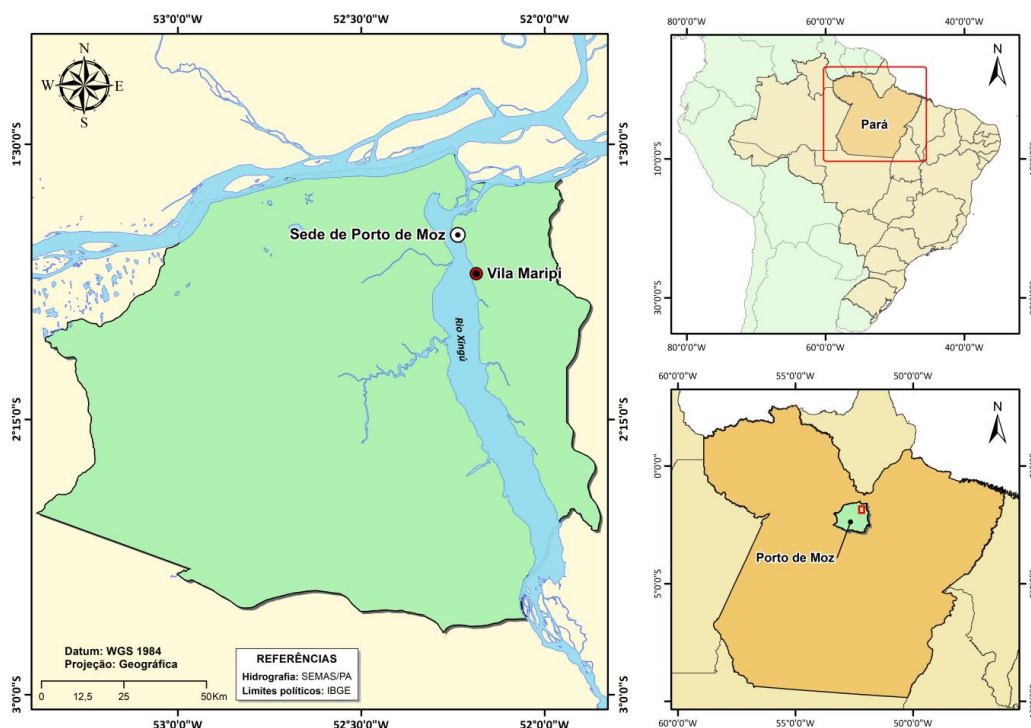 53°0'0"W 52°30'0"W 52°0'0"W
N
W E
S
1°30'0"S
1°30'0"S
Sede de Porto de Moz
Vila Maripi
Rio Xingú
2°15'0"S
2°15'0"S
Datum: WGS 1984
Projeção: Geográfica
0 12,5 25 50Km
REFERÊNCIAS
Hidrografia: SEMAS/PA
Limites políticos: IBGE
3°0'0"S
3°0'0"S
53°0'0"W 52°30'0"W 52°0'0"W
80°0'0"W 60°0'0"W 40°0'0"W
N
Pará
10°0'0"S
30°0'0"S
80°0'0"W 60°0'0"W 40°0'0"W
60°0'0"W 55°0'0"W 50°0'0"W
N
0°0'0"
Porto de Moz
5°0'0"S
60°0'0"W 55°0'0"W 50°0'0"W